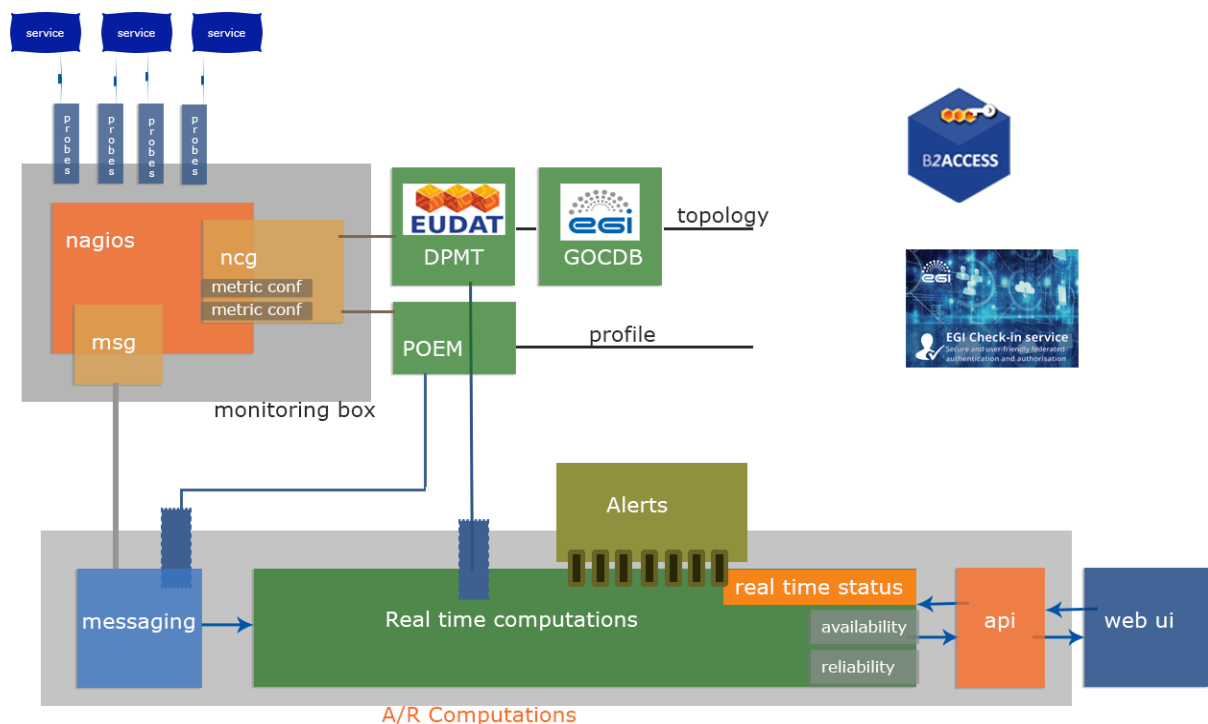 service
service
service
probes
probes
probes
probes
nagios
ncg
metric conf
metric conf
msg
monitoring box
EUDAT
DPMT
egi
GOCDB
topology
POEM
profile
B2ACCESS
egi
EGI Check-in service
Secure and user-friendly federated
authentication and authorisation
Alerts
messaging
Real time computations
real time status
availability
reliability
api
web ui
A/R Computations